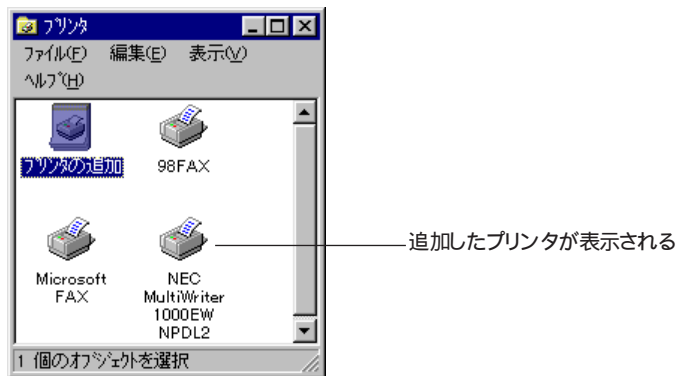 プリンタ
ファイル(F) 編集(E) 表示(V)
ヘルプ(H)
プリンタの追加
98FAX
Microsoft
FAX
NEC
MultiWriter
1000EW
NPDL2
追加したプリンタが表示される
1 個のオブジェクトを選択